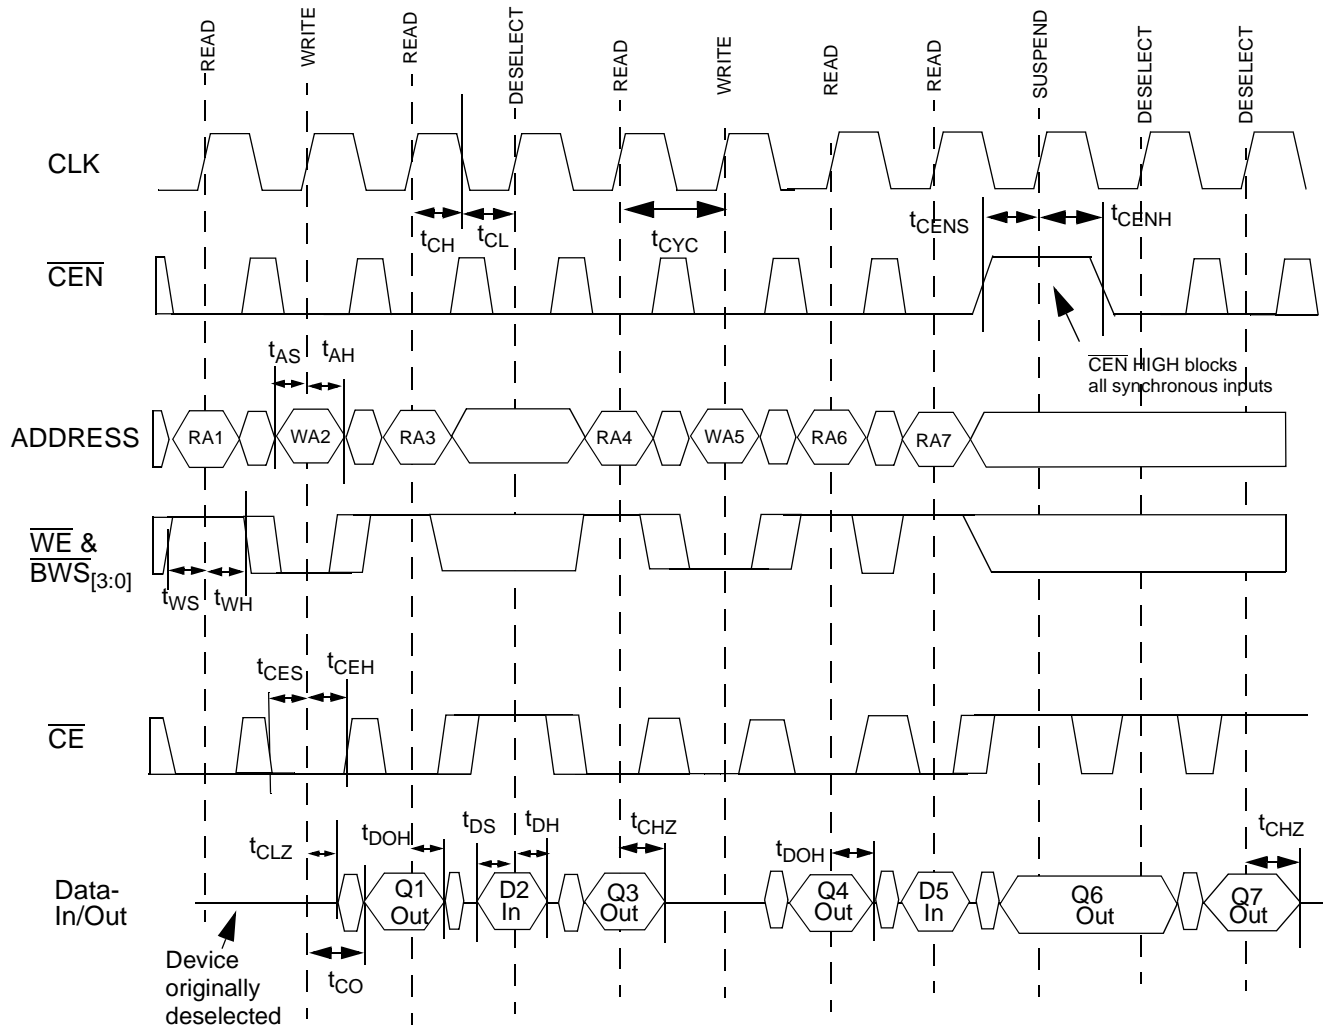 READ
WRITE
READ
DESELECT
READ
WRITE
READ
READ
SUSPEND
DESELECT
DESELECT
CLK
tCH
tCL
tCYC
tCENS
tCENH
CEN
CEN HIGH blocks
all synchronous inputs
tAS
tAH
ADDRESS
RA1
WA2
RA3
RA4
WA5
RA6
RA7
WE &
BWS[3:0]
tWS
tWH
tCES
tCEH
CE
tCLZ
tDOH
tDS
tDH
tCHZ
tDOH
tCHZ
Data-
In/Out
Q1
Out
D2
In
Q3
Out
Q4
Out
D5
In
Q6
Out
Q7
Out
tCO
Device
originally
deselected